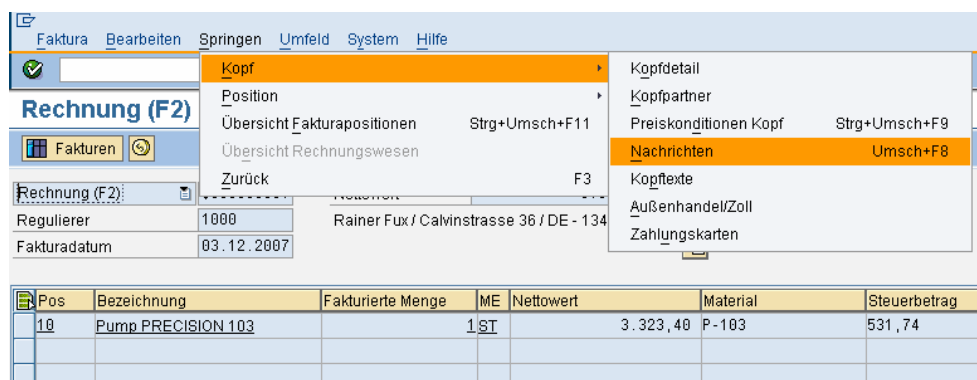 Faktura Bearbeiten Springen Umfeld System Hilfe
Kopf
Position
Übersicht Fakturapositionen Strg+Umsch+F11
Übersicht Rechnungswesen
Zurück F3
Kopfdetail
Kopfpartner
Preiskonditionen Kopf Strg+Umsch+F9
Nachrichten Umsch+F8
Kopftexte
Außenhandel/Zoll
Zahlungskarten
Rechnung (F2)
Fakturen
Rechnung (F2)
Regulierer 1000 Rainer Fux / Calvinstrasse 36 / DE - 134
Fakturadatum 03.12.2007
Pos Bezeichnung Fakturierte Menge ME Nettowert Material Steuerbetrag
10 Pump PRECISION 103 1 ST 3.323,40 P-103 531,74